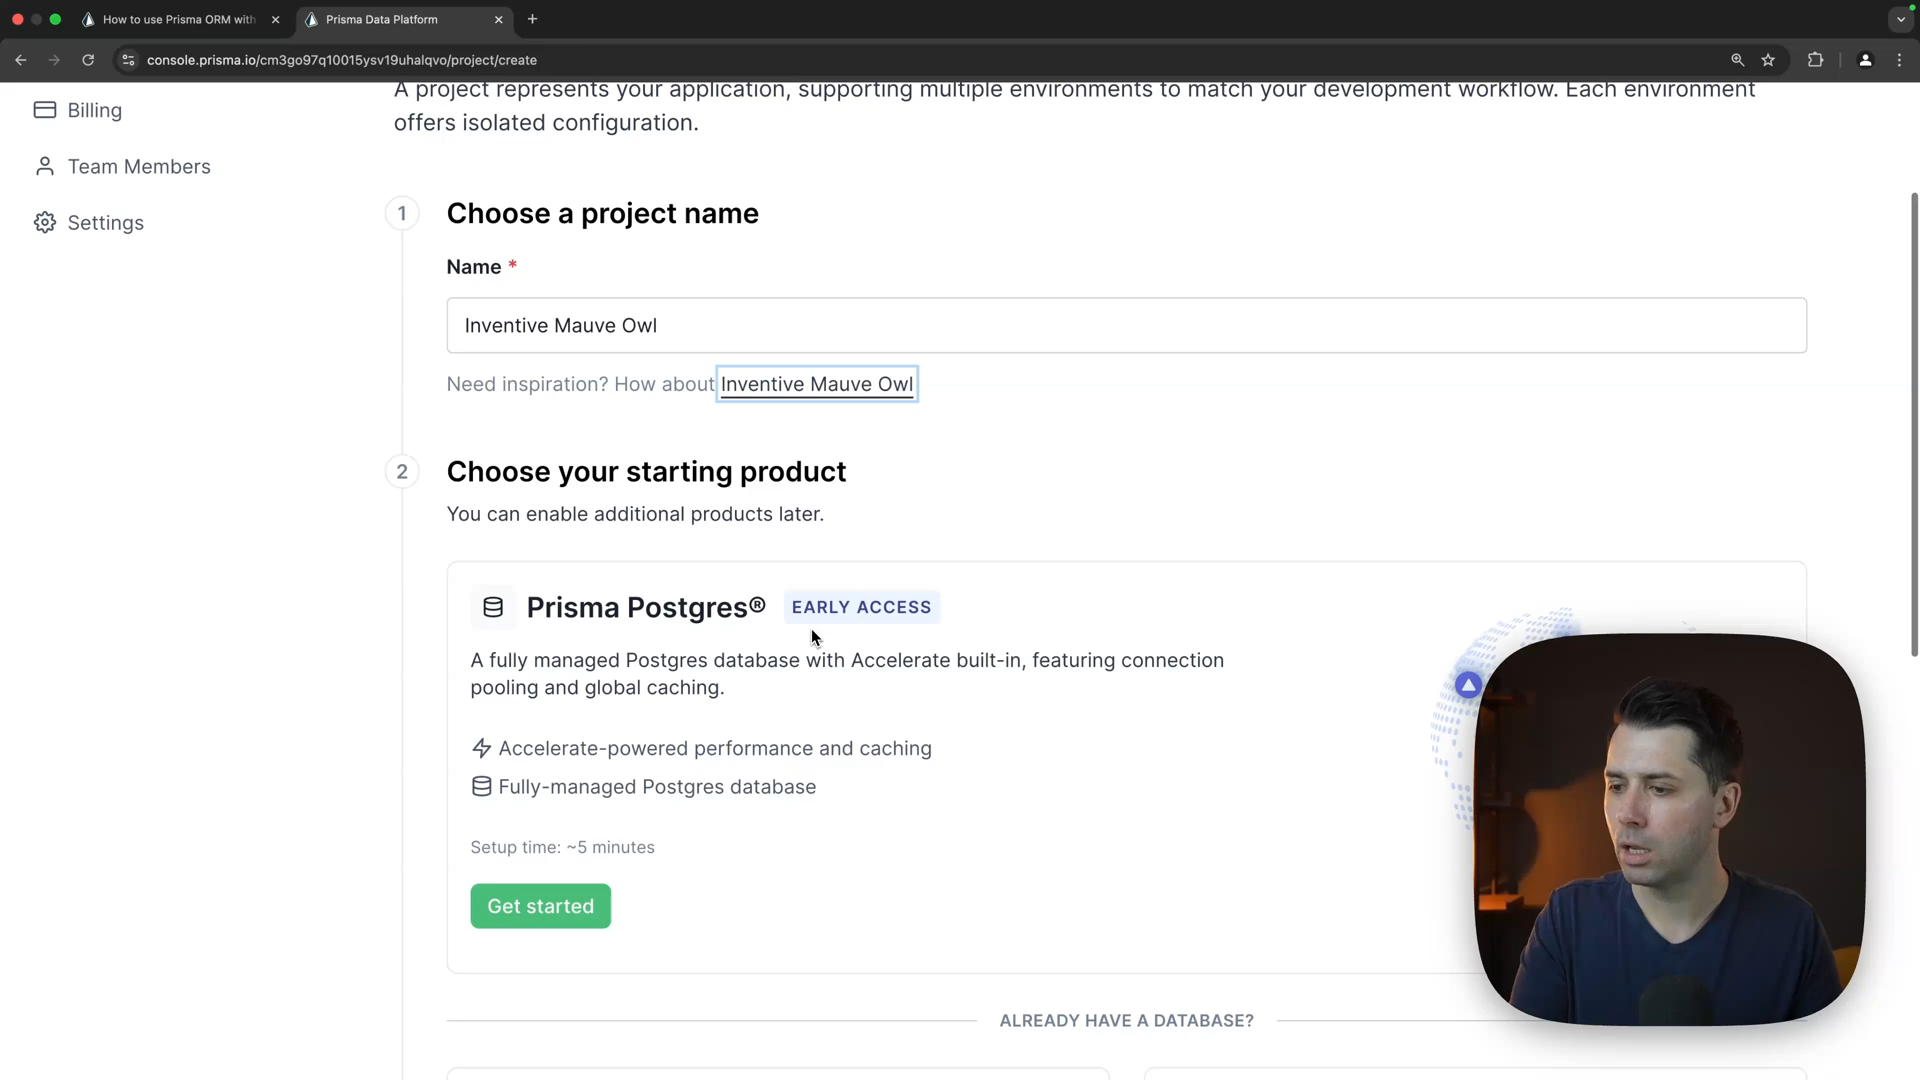 How to use Prisma ORM with
Prisma Data Platform
console.prisma.io/cm3go97q10015ysv19uhalqvo/project/create
Billing
Team Members
Settings
A project represents your application, supporting multiple environments to match your development workflow. Each environment
offers isolated configuration.
1
Choose a project name
Name *
Inventive Mauve Owl
Need inspiration? How about Inventive Mauve Owl
2
Choose your starting product
You can enable additional products later.
Prisma Postgres® EARLY ACCESS
A fully managed Postgres database with Accelerate built-in, featuring connection
pooling and global caching.
Accelerate-powered performance and caching
Fully-managed Postgres database
Setup time: ~5 minutes
Get started
ALREADY HAVE A DATABASE?